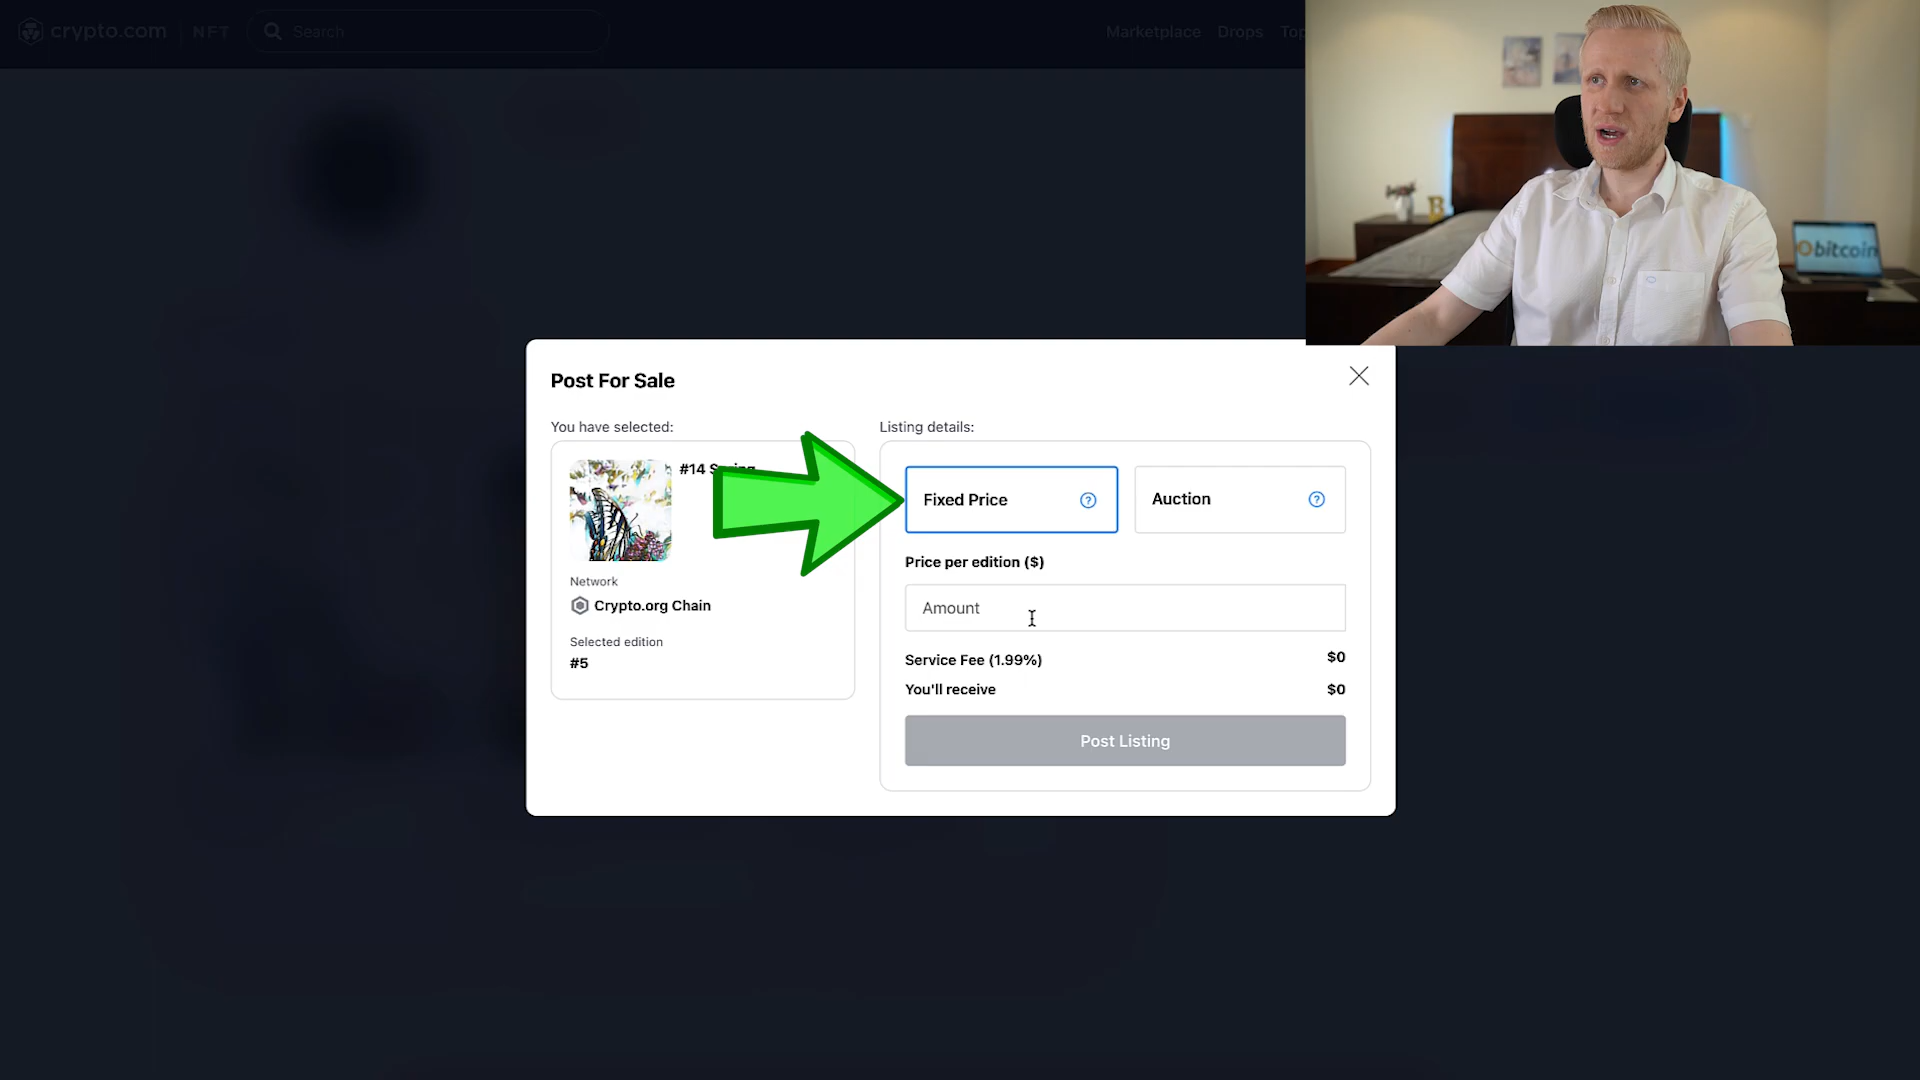 crypto.com | NFT
Search
Marketplace
Drops
Top
bitcoin
Post For Sale
You have selected:
#14 Spring
Network
Crypto.org Chain
Selected edition
#5
Listing details:
Fixed Price
Auction
Price per edition ($)
Amount
Service Fee (1.99%)
$0
You'll receive
$0
Post Listing